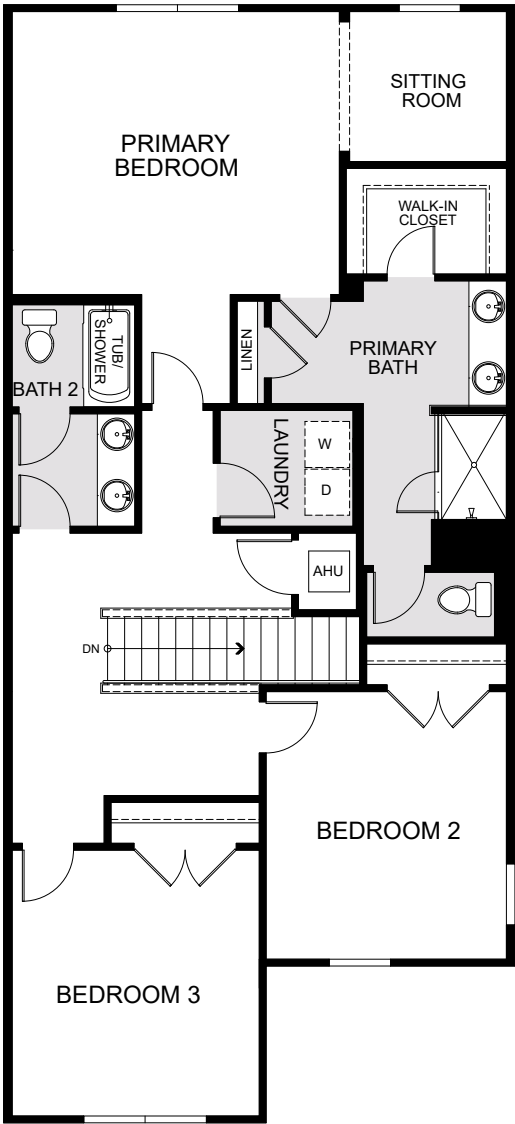 SITTING
ROOM
PRIMARY
BEDROOM
WALK-IN
CLOSET
TUB/
SHOWER
LINEN
PRIMARY
BATH
BATH 2
LAUNDRY
W
D
AHU
DN
BEDROOM 2
BEDROOM 3